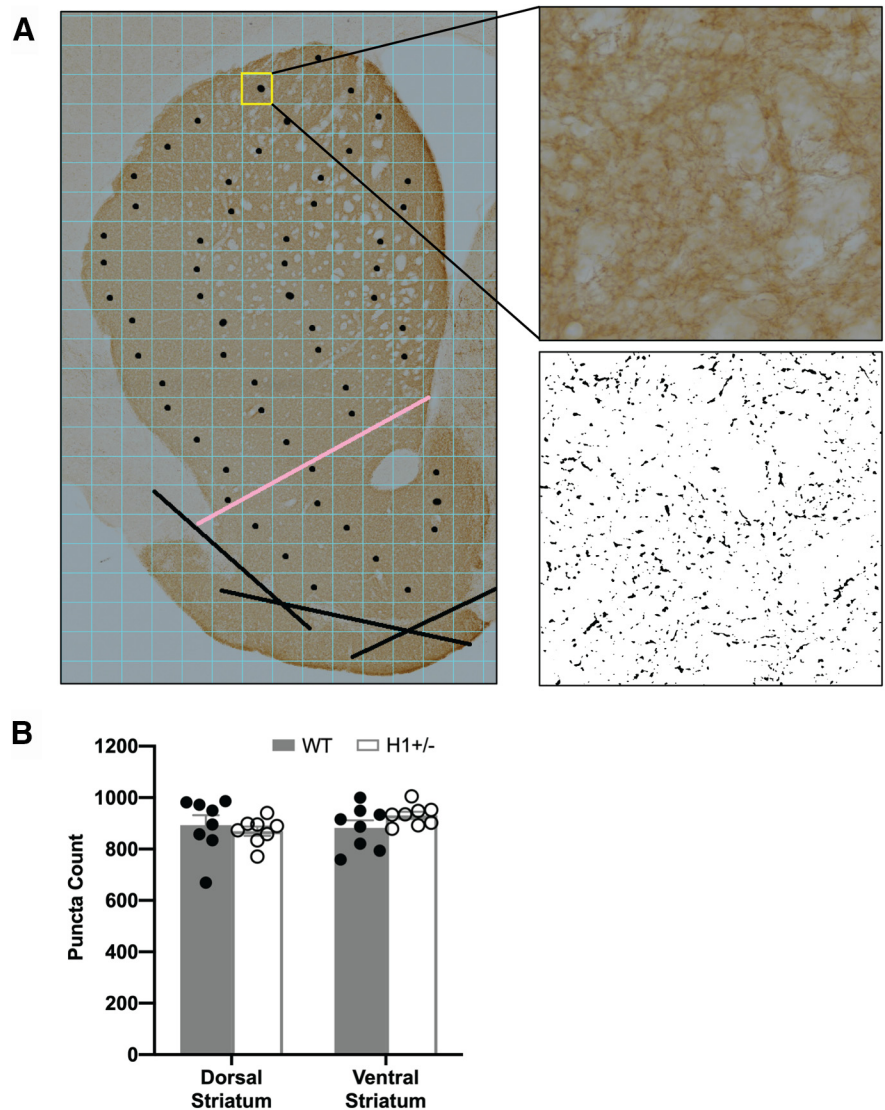 A
B
WT H1+/-
1200
1000
800
600
400
200
0
Puncta Count
Dorsal Striatum
Ventral Striatum